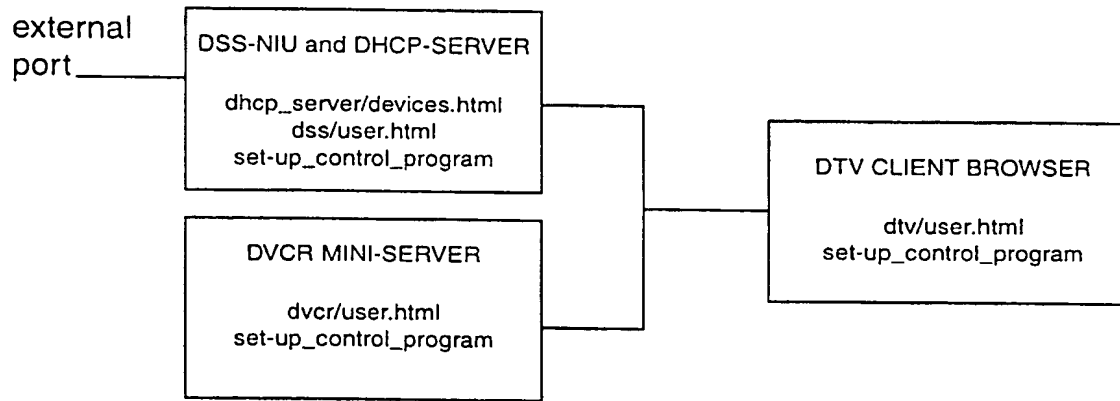 external
port
DSS-NIU and DHCP-SERVER
dhcp_server/devices.html
dss/user.html
set-up_control_program
DVCR MINI-SERVER
dvcr/user.html
set-up_control_program
DTV CLIENT BROWSER
dtv/user.html
set-up_control_program